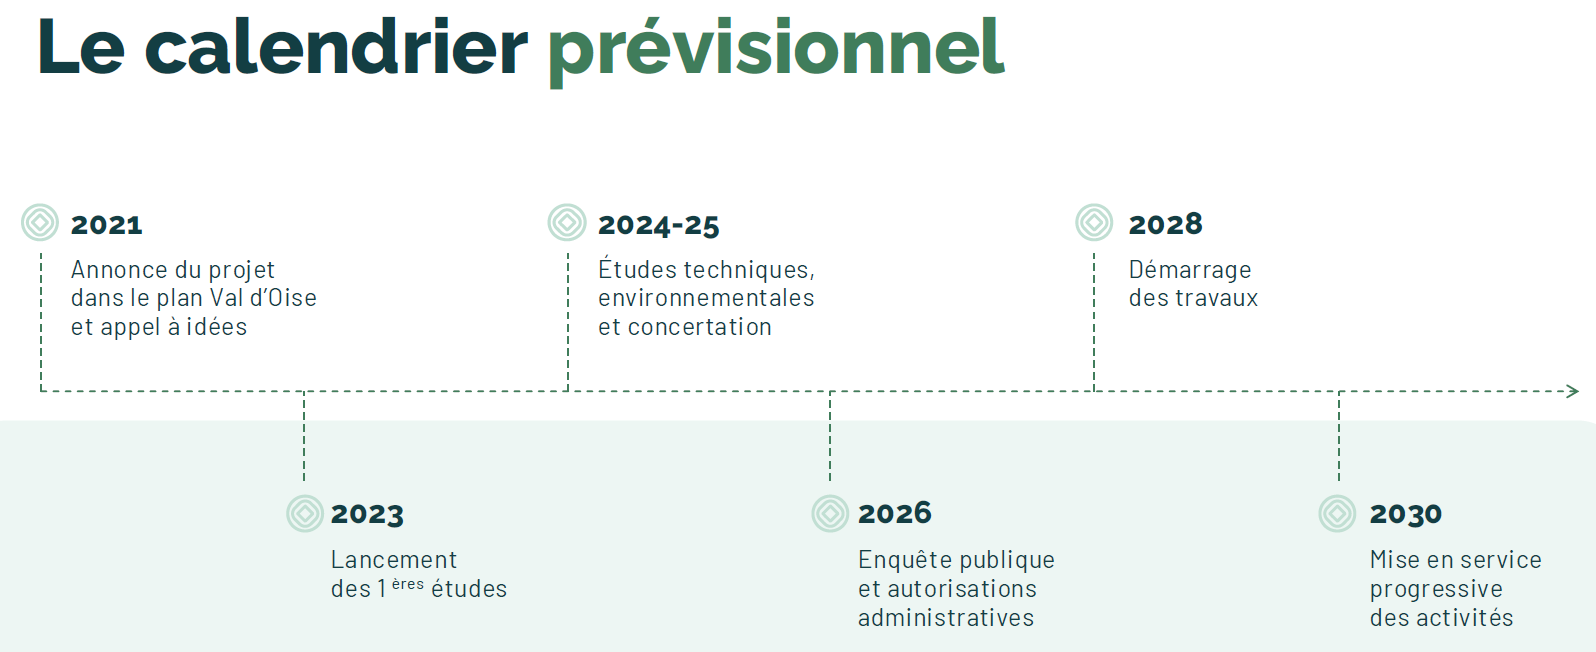 Le calendrier prévisionnel
2021
Annonce du projet
dans le plan Val d’Oise
et appel à idées
2023
Lancement
des 1 ères études
2024-25
Études techniques,
environnementales
et concertation
2026
Enquête publique
et autorisations
administratives
2028
Démarrage
des travaux
2030
Mise en service
progressive
des activités